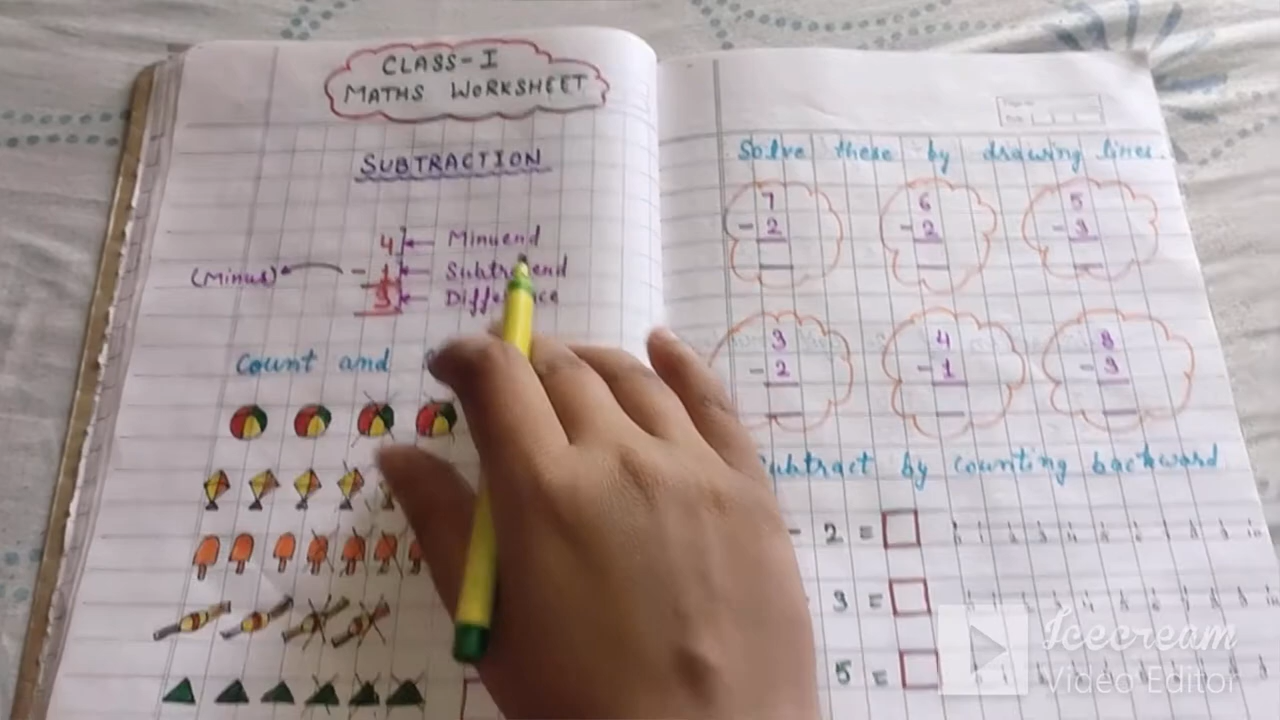 CLASS-I
MATHS WORKSHEET
SUBTRACTION
4 Minuend
(Minus) - 1 Subtrahend
3 Difference
Count and
Solve these by drawing lines.
7 6 5
- 2 - 2 - 3
3 4 8
- 2 - 1 - 3
Subtract by counting backward
- 2 =
3 =
5 =
Icecream
Video Editor